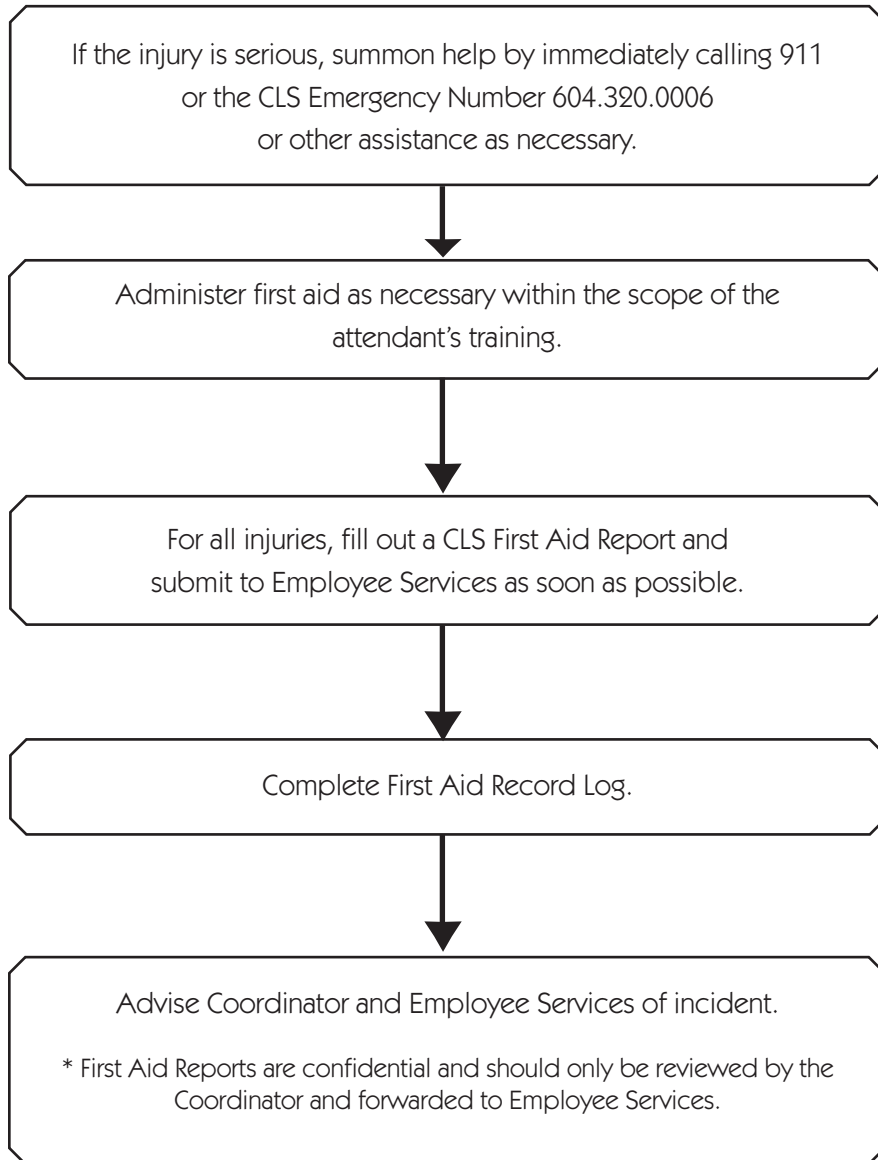 If the injury is serious, summon help by immediately calling 911
or the CLS Emergency Number 604.320.0006
or other assistance as necessary.
Administer first aid as necessary within the scope of the
attendant’s training.
For all injuries, fill out a CLS First Aid Report and
submit to Employee Services as soon as possible.
Complete First Aid Record Log.
Advise Coordinator and Employee Services of incident.
* First Aid Reports are confidential and should only be reviewed by the
Coordinator and forwarded to Employee Services.